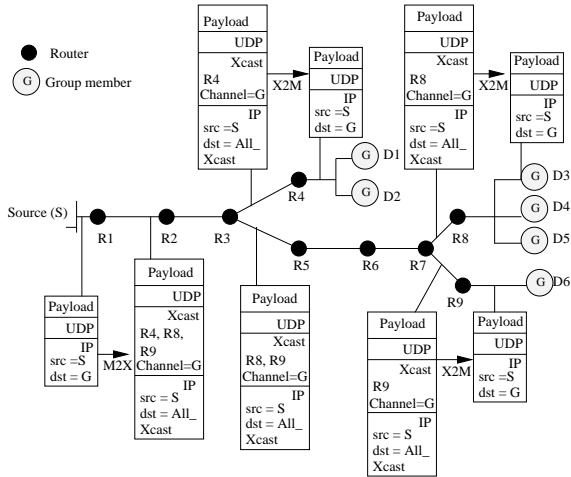 Router
G
Group member
Payload
UDP
Xcast
R4
Channel=G
IP
src =S
dst = All_
Xcast
X2M
Payload
UDP
IP
src =S
dst = G
Payload
UDP
Xcast
R8
Channel=G
IP
src =S
dst = All_
Xcast
X2M
Payload
UDP
IP
src =S
dst = G
G D1
R4
G D2
G D3
G D4
G D5
R8
Source (S)
R1
R2
R3
R5
R6
R7
R9
G D6
Payload
UDP
IP
src =S
dst = G
M2X
Payload
UDP
Xcast
R4, R8,
R9
Channel=G
IP
src = S
dst = All_
Xcast
Payload
UDP
Xcast
R8, R9
Channel=G
IP
src = S
dst = All_
Xcast
Payload
UDP
Xcast
R9
Channel=G
IP
src = S
dst = All_
Xcast
X2M
Payload
UDP
IP
src =S
dst = G